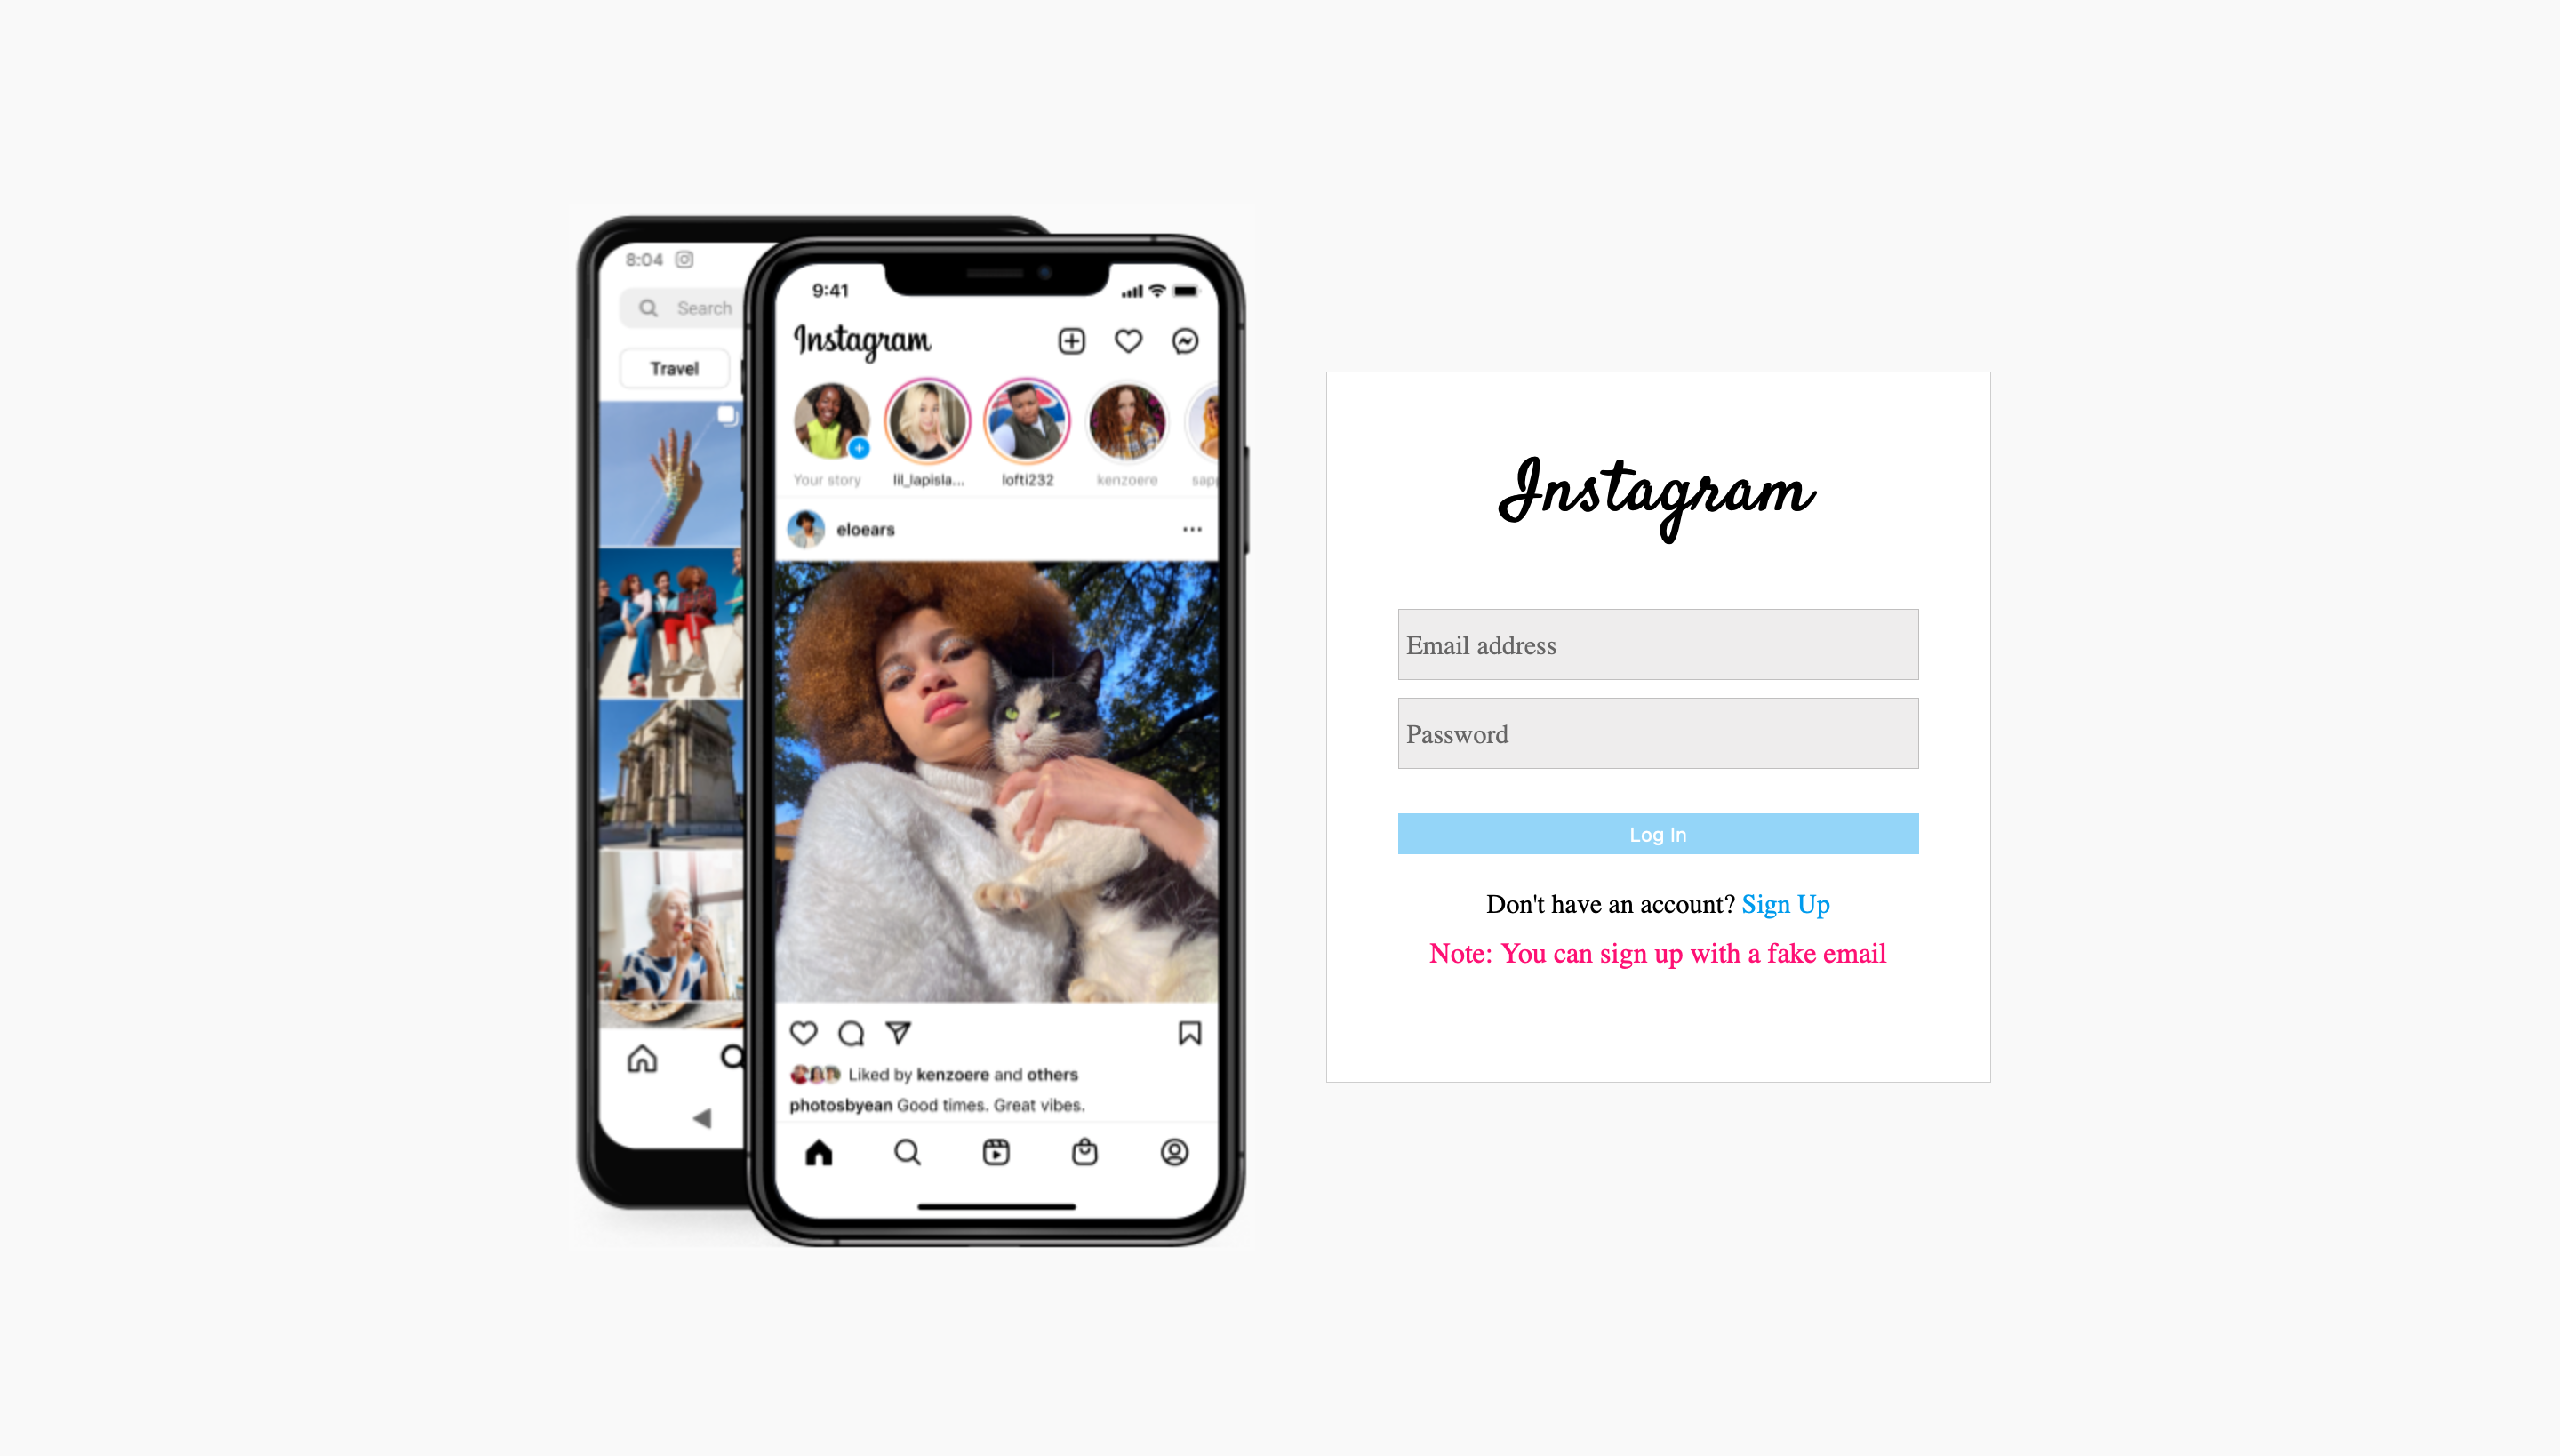 8:04
Search
Travel
9:41
Instagram
Your story
lil_lapisla...
lofti232
kenzoere
eloears
Liked by kenzoere and others
photosbyean Good times. Great vibes.
Instagram
Email address
Password
Log In
Don't have an account? Sign Up
Note: You can sign up with a fake email